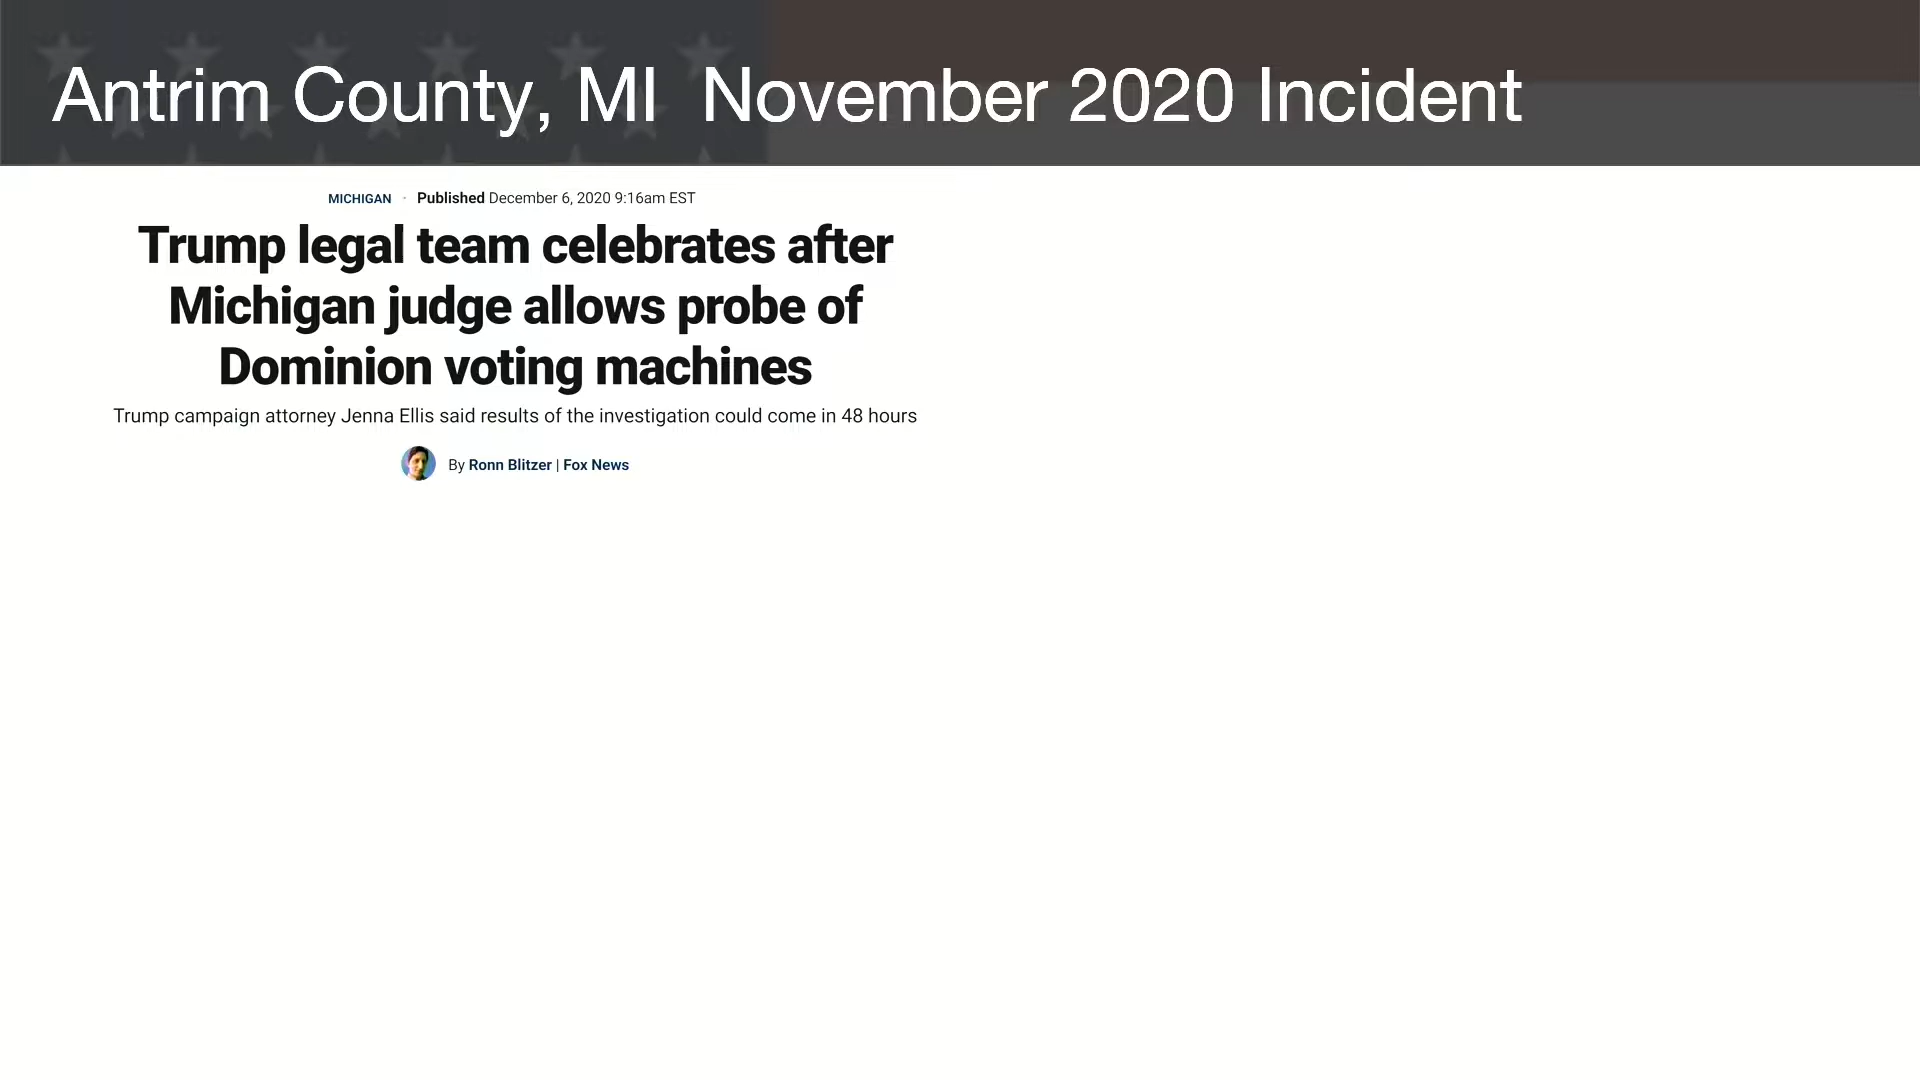 Antrim County, MI  November 2020 Incident
MICHIGAN · Published December 6, 2020 9:16am EST
Trump legal team celebrates after
Michigan judge allows probe of
Dominion voting machines
Trump campaign attorney Jenna Ellis said results of the investigation could come in 48 hours
By Ronn Blitzer | Fox News